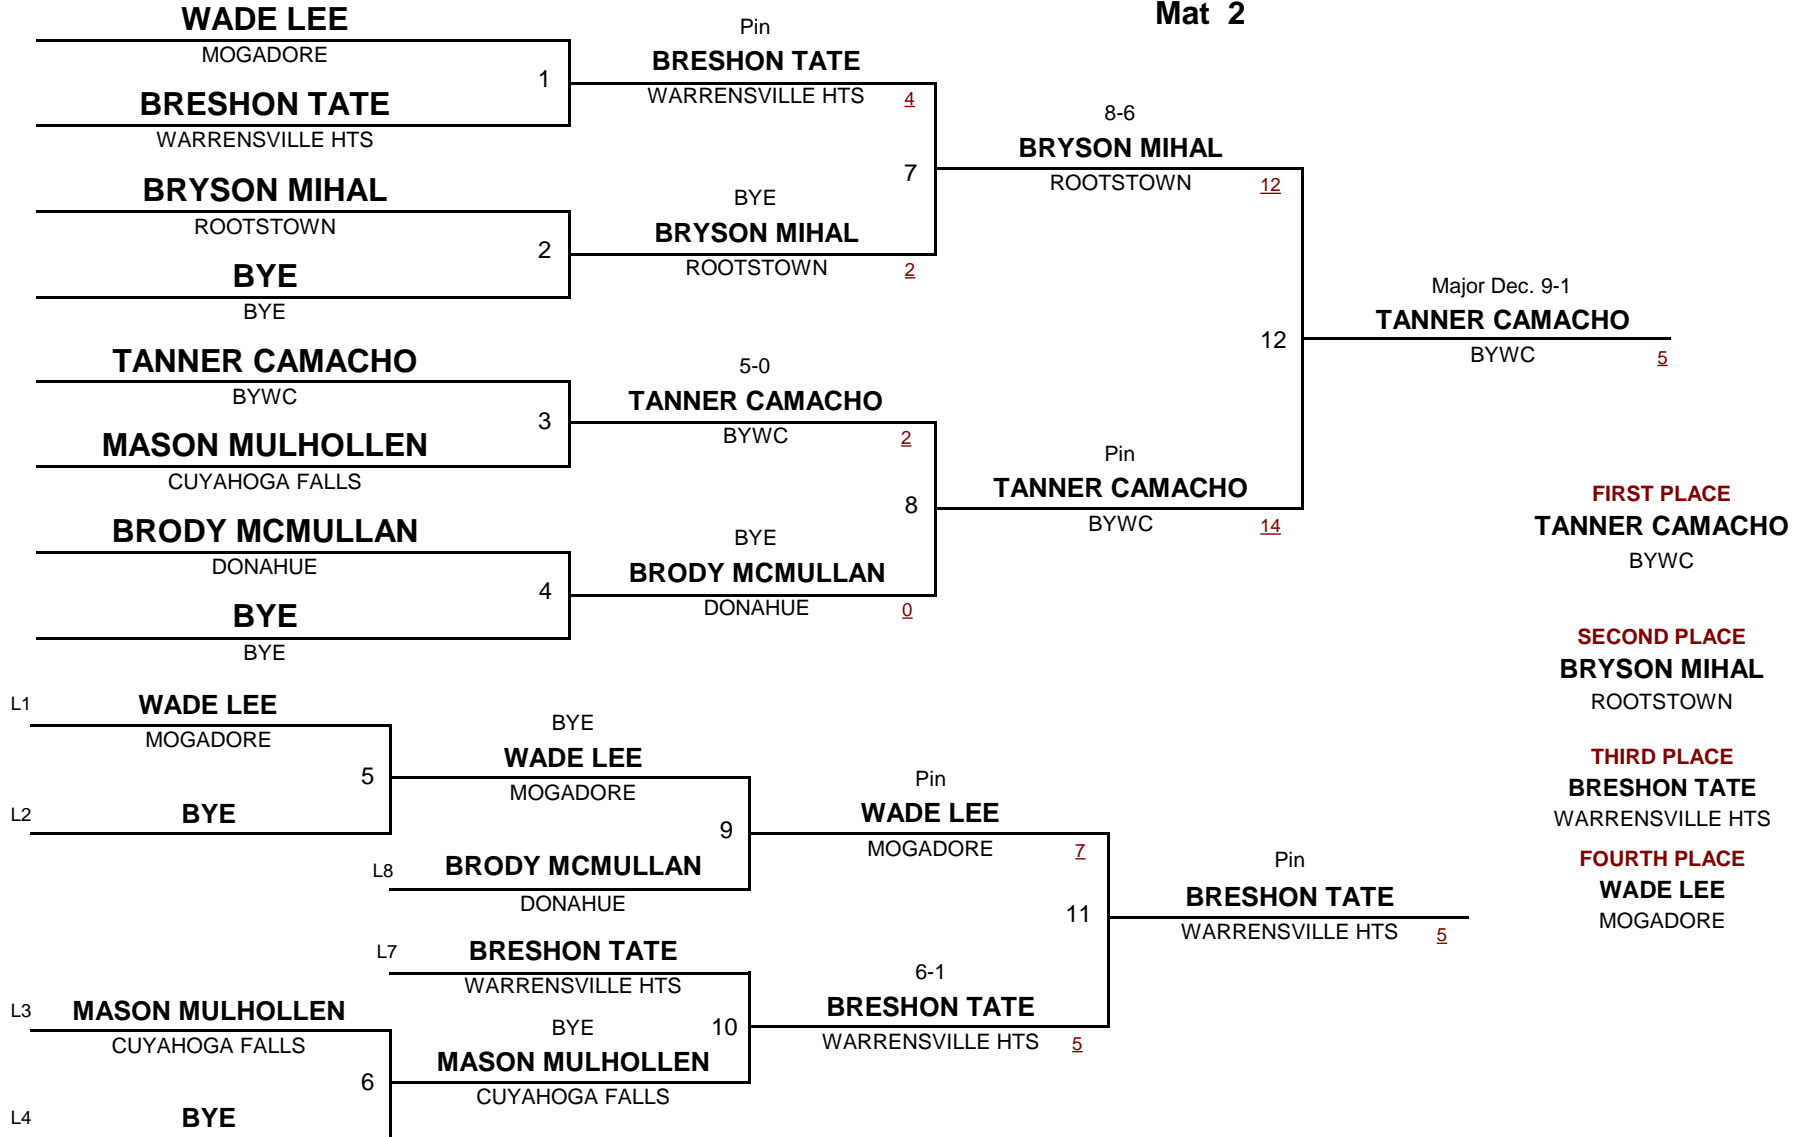 Mat 2
WADE LEE
MOGADORE
1
BRESHON TATE
WARRENSVILLE HTS
BRYSON MIHAL
ROOTSTOWN
2
BYE
BYE
TANNER CAMACHO
BYWC
3
MASON MULHOLLEN
CUYAHOGA FALLS
BRODY MCMULLAN
DONAHUE
4
BYE
BYE
Pin
BRESHON TATE
WARRENSVILLE HTS 4
7
BYE
BRYSON MIHAL
ROOTSTOWN 2
5-0
TANNER CAMACHO
BYWC 2
8
BYE
BRODY MCMULLAN
DONAHUE 0
8-6
BRYSON MIHAL
ROOTSTOWN 12
12
Pin
TANNER CAMACHO
BYWC 14
Major Dec. 9-1
TANNER CAMACHO
BYWC 5
FIRST PLACE
TANNER CAMACHO
BYWC
SECOND PLACE
BRYSON MIHAL
ROOTSTOWN
THIRD PLACE
BRESHON TATE
WARRENSVILLE HTS
FOURTH PLACE
WADE LEE
MOGADORE
L1 WADE LEE
MOGADORE
5
L2 BYE
BYE
WADE LEE
MOGADORE
9
L8 BRODY MCMULLAN
DONAHUE
L7 BRESHON TATE
WARRENSVILLE HTS
L3 MASON MULHOLLEN
CUYAHOGA FALLS
6
L4 BYE
BYE
10
MASON MULHOLLEN
CUYAHOGA FALLS
Pin
WADE LEE
MOGADORE 7
11
6-1
BRESHON TATE
WARRENSVILLE HTS 5
Pin
BRESHON TATE
WARRENSVILLE HTS 5